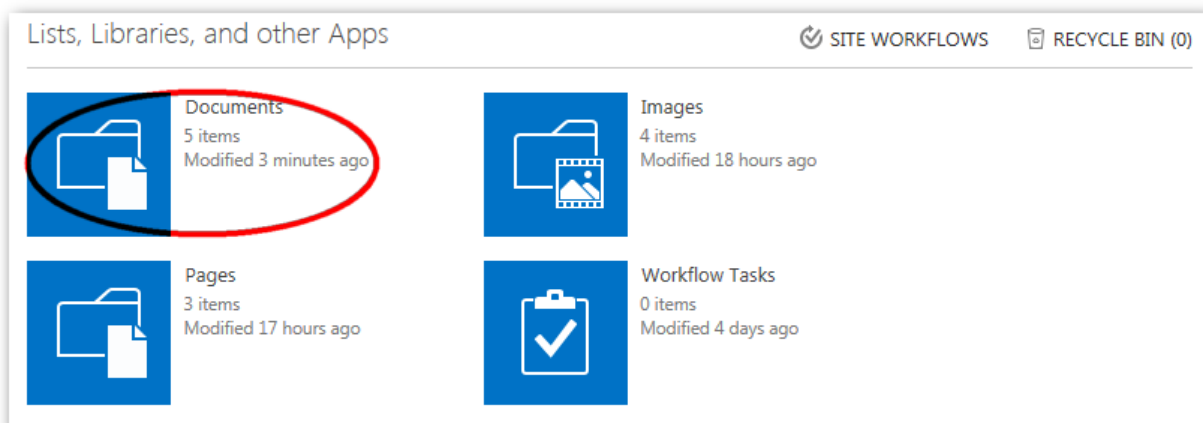 Lists, Libraries, and other Apps
SITE WORKFLOWS
RECYCLE BIN (0)
Documents
5 items
Modified 3 minutes ago
Images
4 items
Modified 18 hours ago
Pages
3 items
Modified 17 hours ago
Workflow Tasks
0 items
Modified 4 days ago